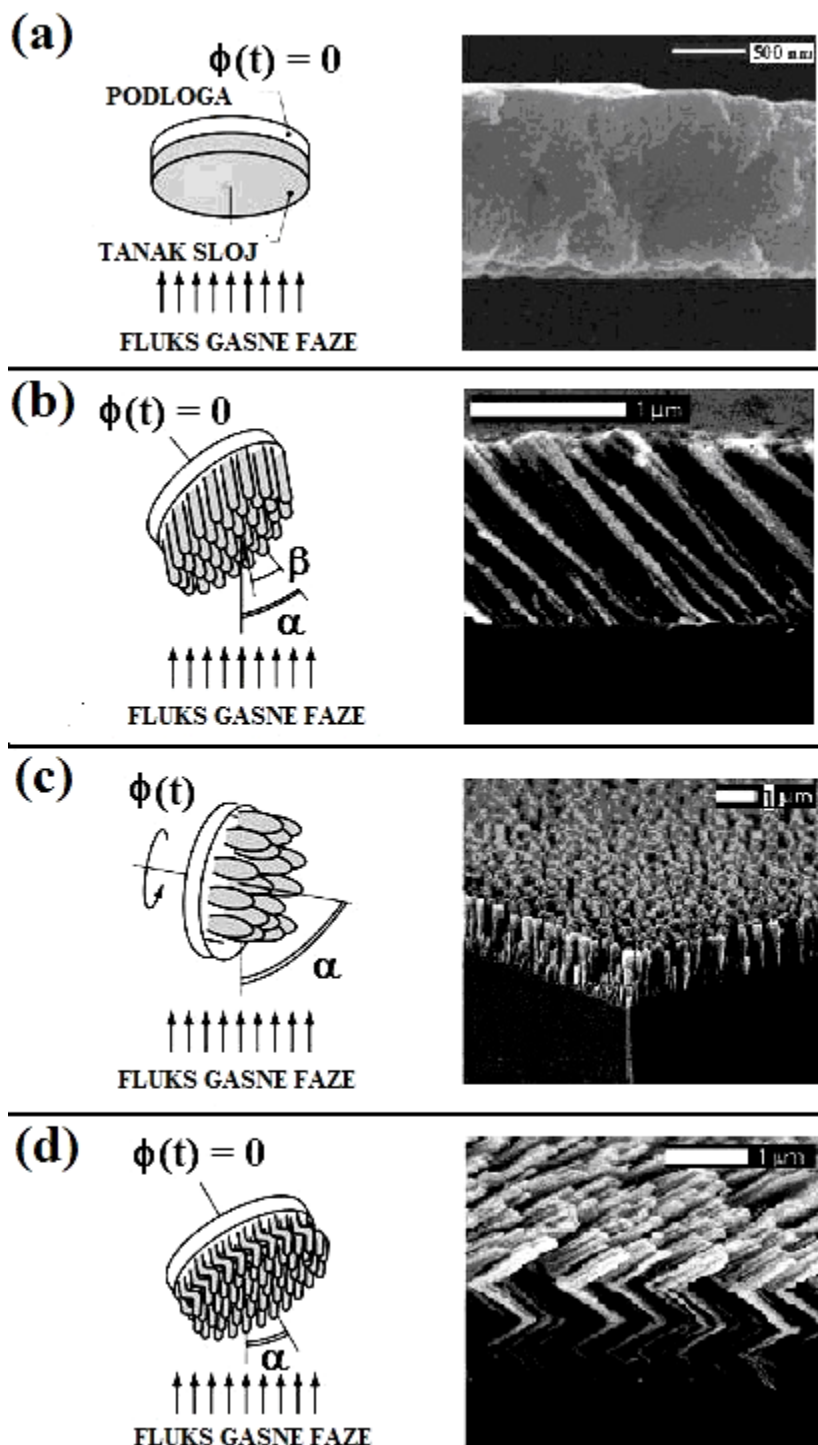 (a)
ϕ(t) = 0
PODLOGA
TANAK SLOJ
FLUKS GASNE FAZE
500 nm
(b)
ϕ(t) = 0
β
α
FLUKS GASNE FAZE
1 μm
(c)
ϕ(t)
α
FLUKS GASNE FAZE
1 μm
(d)
ϕ(t) = 0
α
FLUKS GASNE FAZE
1 μm